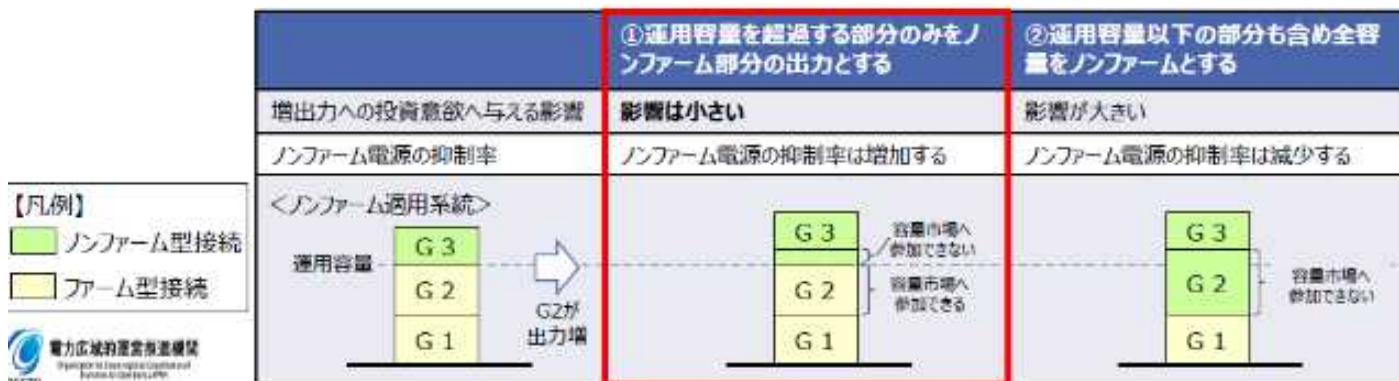 ①運用容量を超過する部分のみをノ
ンファーム部分の出力とする
②運用容量以下の部分も含め全容
量をノンファームとする
増出力への投資意欲へ与える影響
影響は小さい
影響が大きい
ノンファーム電源の抑制率
ノンファーム電源の抑制率は増加する
ノンファーム電源の抑制率は減少する
【凡例】
ノンファーム型接続
ファーム型接続
電力広域的運営推進機関
<ノンファーム適用系統>
運用容量
G3
G2
G1
G2が
出力増
G3
G2
G1
容量市場へ
参加できない
容量市場へ
参加できる
G3
G2
G1
容量市場へ
参加できない